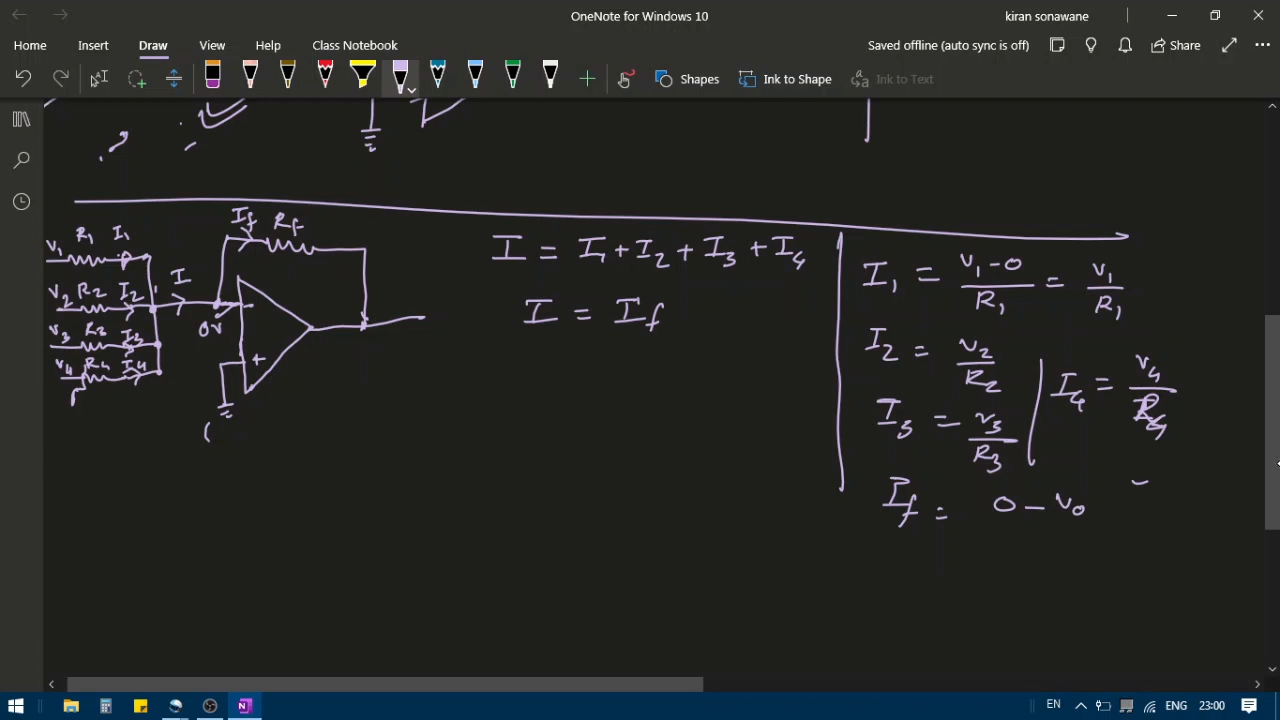 OneNote for Windows 10
kiran sonawane
Home Insert Draw View Help Class Notebook
Saved offline (auto sync is off)
Share
Shapes
Ink to Shape
Ink to Text
If Rf
V1 R1 I1
I
V2 R2 I2
0V
V3 R3 I3
V4 R4 I4
-
+
I = I1 + I2 + I3 + I4
I = If
I1 = V1 - 0 / R1 = V1 / R1
I2 = V2 / R2
I3 = V3 / R3
I4 = V4 / R4
If = 0 - V0
EN
ENG
23:00